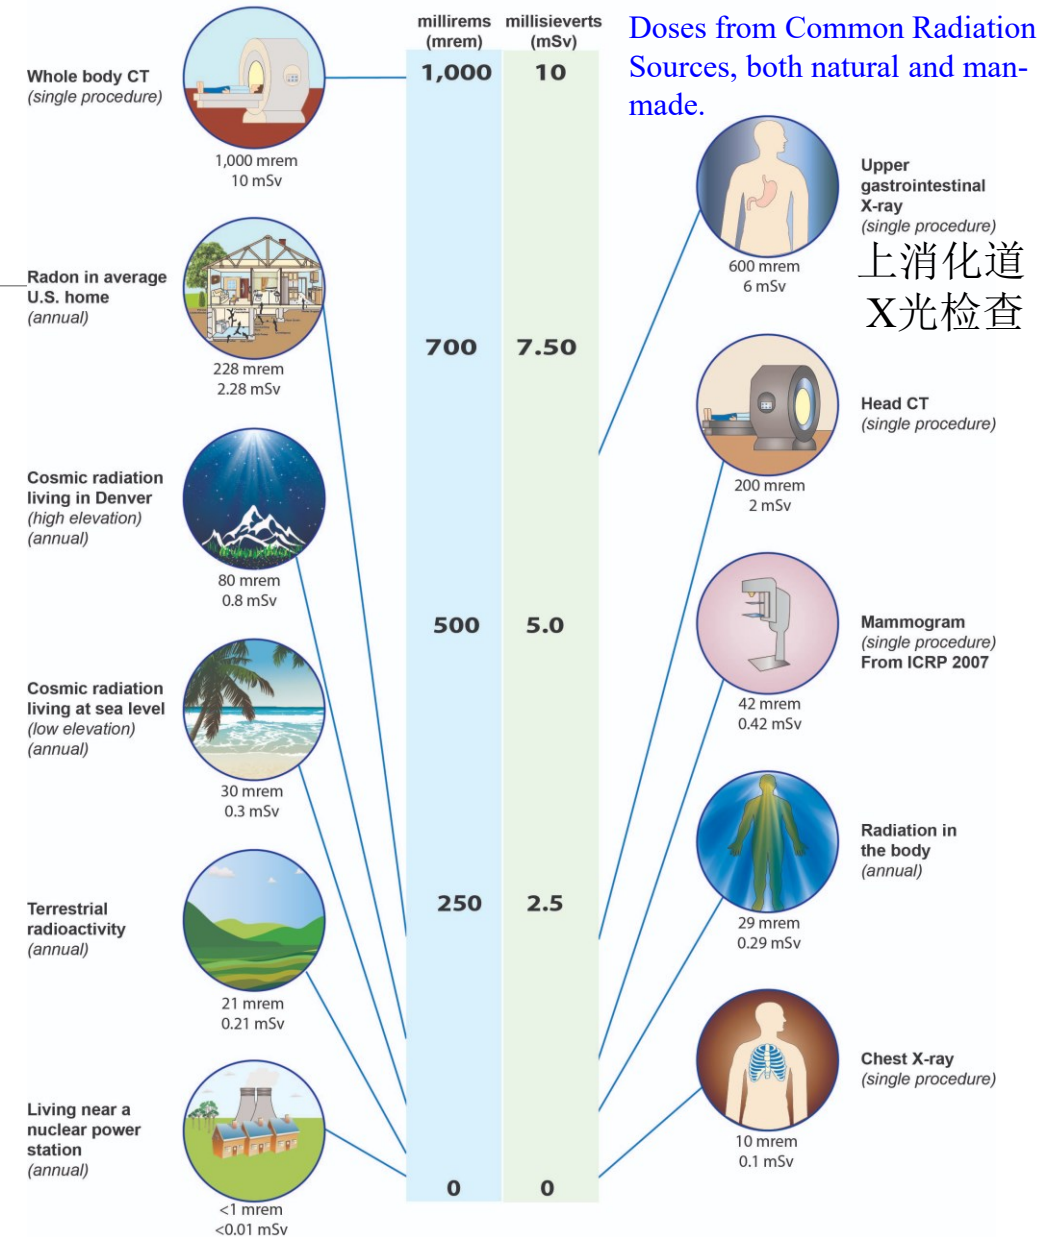 millirems
(mrem)
millisieverts
(mSv)
Doses from Common Radiation
Sources, both natural and man-
made.
Whole body CT
(single procedure)
1,000 mrem
10 mSv
Radon in average
U.S. home
(annual)
228 mrem
2.28 mSv
Cosmic radiation
living in Denver
(high elevation)
(annual)
80 mrem
0.8 mSv
Cosmic radiation
living at sea level
(low elevation)
(annual)
30 mrem
0.3 mSv
Terrestrial
radioactivity
(annual)
21 mrem
0.21 mSv
Living near a
nuclear power
station
(annual)
<1 mrem
<0.01 mSv
1,000 10
700 7.50
500 5.0
250 2.5
0 0
Upper
gastrointestinal
X-ray
(single procedure)
600 mrem
6 mSv
上消化道
X光检查
Head CT
(single procedure)
200 mrem
2 mSv
Mammogram
(single procedure)
From ICRP 2007
42 mrem
0.42 mSv
Radiation in
the body
(annual)
29 mrem
0.29 mSv
Chest X-ray
(single procedure)
10 mrem
0.1 mSv